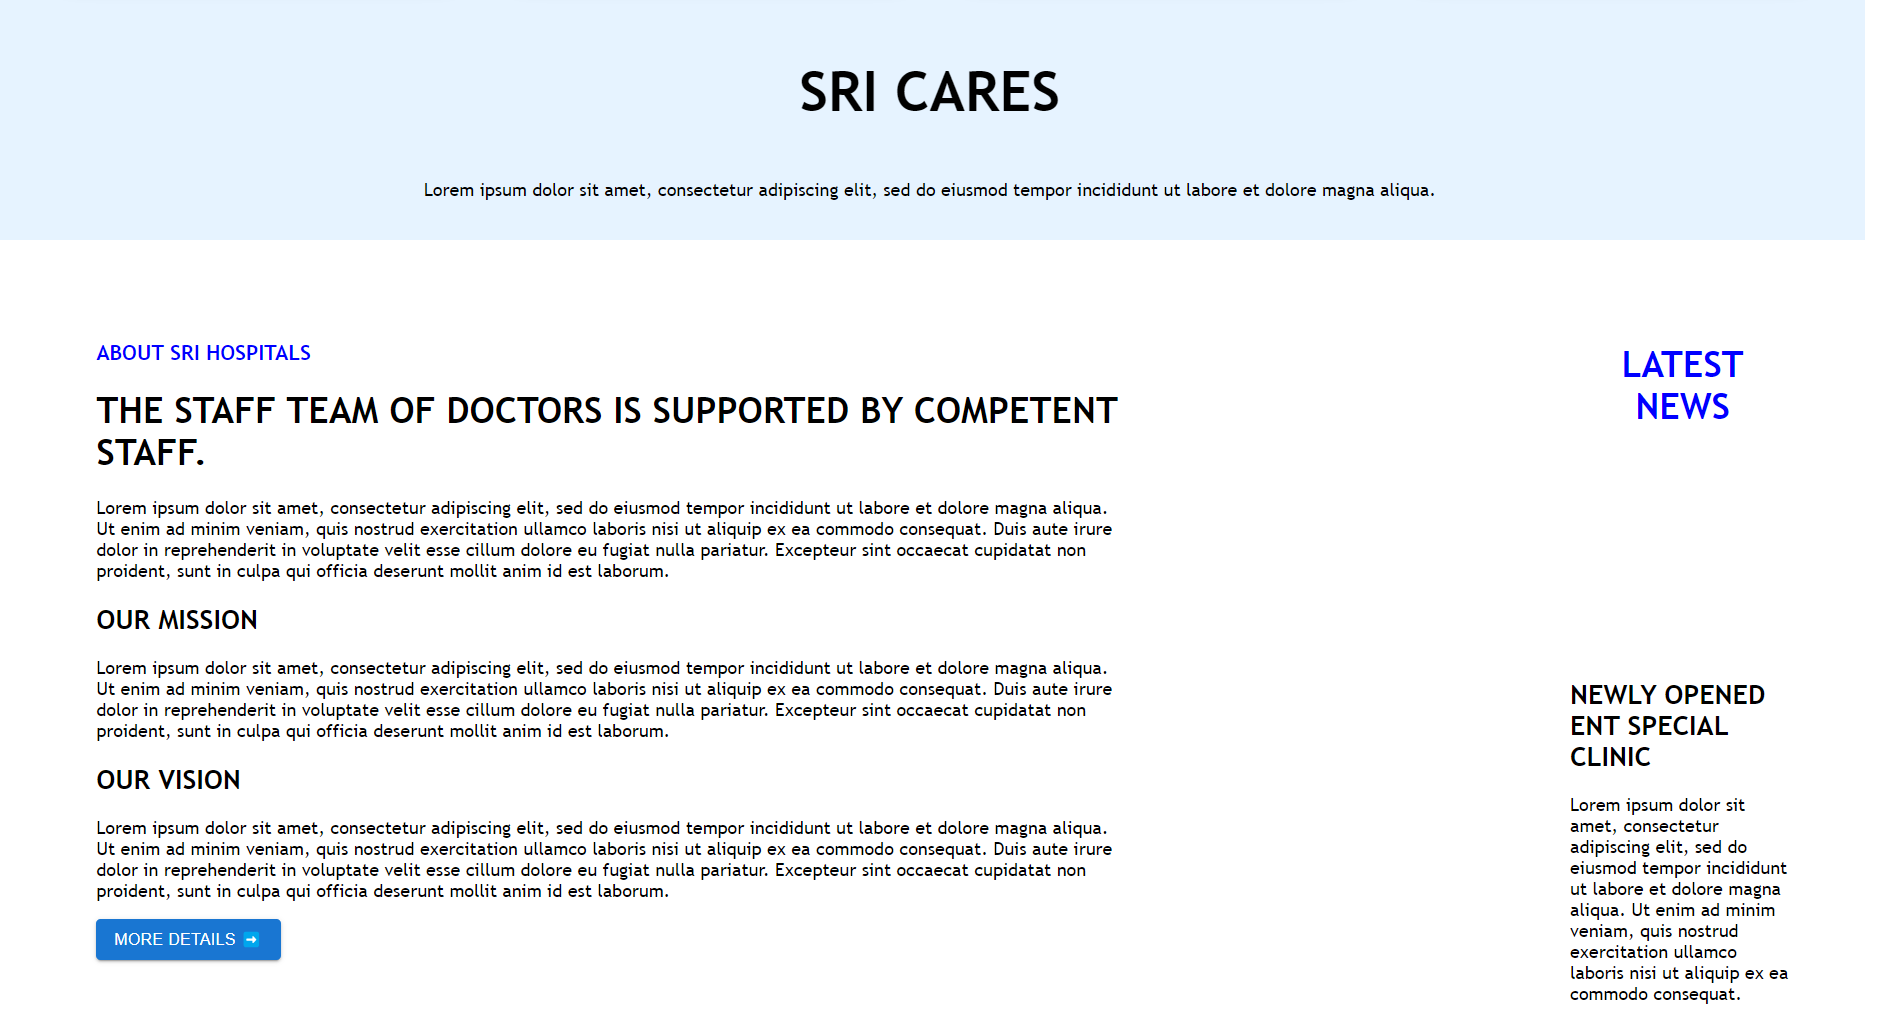 SRI CARES
Lorem ipsum dolor sit amet, consectetur adipiscing elit, sed do eiusmod tempor incididunt ut labore et dolore magna aliqua.
ABOUT SRI HOSPITALS
THE STAFF TEAM OF DOCTORS IS SUPPORTED BY COMPETENT
STAFF.
Lorem ipsum dolor sit amet, consectetur adipiscing elit, sed do eiusmod tempor incididunt ut labore et dolore magna aliqua.
Ut enim ad minim veniam, quis nostrud exercitation ullamco laboris nisi ut aliquip ex ea commodo consequat. Duis aute irure
dolor in reprehenderit in voluptate velit esse cillum dolore eu fugiat nulla pariatur. Excepteur sint occaecat cupidatat non
proident, sunt in culpa qui officia deserunt mollit anim id est laborum.
OUR MISSION
Lorem ipsum dolor sit amet, consectetur adipiscing elit, sed do eiusmod tempor incididunt ut labore et dolore magna aliqua.
Ut enim ad minim veniam, quis nostrud exercitation ullamco laboris nisi ut aliquip ex ea commodo consequat. Duis aute irure
dolor in reprehenderit in voluptate velit esse cillum dolore eu fugiat nulla pariatur. Excepteur sint occaecat cupidatat non
proident, sunt in culpa qui officia deserunt mollit anim id est laborum.
OUR VISION
Lorem ipsum dolor sit amet, consectetur adipiscing elit, sed do eiusmod tempor incididunt ut labore et dolore magna aliqua.
Ut enim ad minim veniam, quis nostrud exercitation ullamco laboris nisi ut aliquip ex ea commodo consequat. Duis aute irure
dolor in reprehenderit in voluptate velit esse cillum dolore eu fugiat nulla pariatur. Excepteur sint occaecat cupidatat non
proident, sunt in culpa qui officia deserunt mollit anim id est laborum.
MORE DETAILS ➡️
LATEST
NEWS
NEWLY OPENED
ENT SPECIAL
CLINIC
Lorem ipsum dolor sit
amet, consectetur
adipiscing elit, sed do
eiusmod tempor incididunt
ut labore et dolore magna
aliqua. Ut enim ad minim
veniam, quis nostrud
exercitation ullamco
laboris nisi ut aliquip ex ea
commodo consequat.